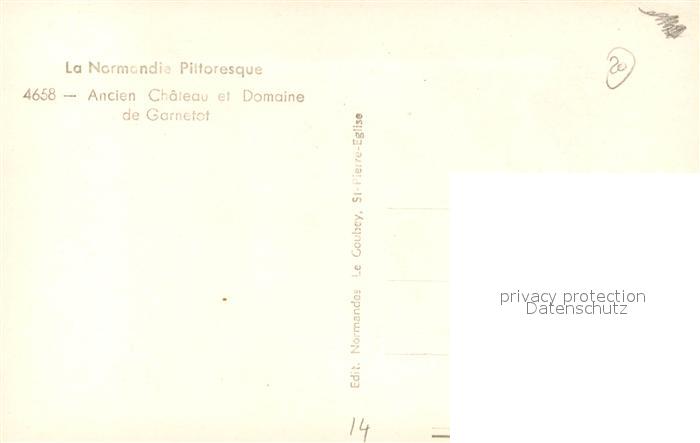 La Normandie Pittoresque
4658 — Ancien Château et Domaine
de Garnetot
Edit. Normandes Le Goubey, St-Pierre-Eglise
20
14
privacy protection
Datenschutz